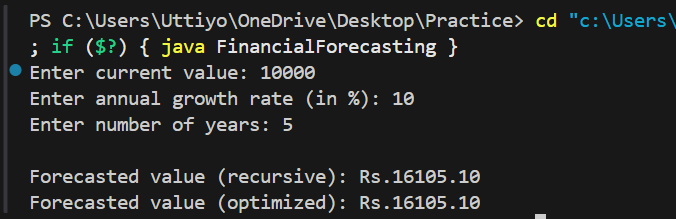 PS C:\Users\Uttiyo\OneDrive\Desktop\Practice> cd "c:\Users\
; if ($?) { java FinancialForecasting }
Enter current value: 10000
Enter annual growth rate (in %): 10
Enter number of years: 5
Forecasted value (recursive): Rs.16105.10
Forecasted value (optimized): Rs.16105.10